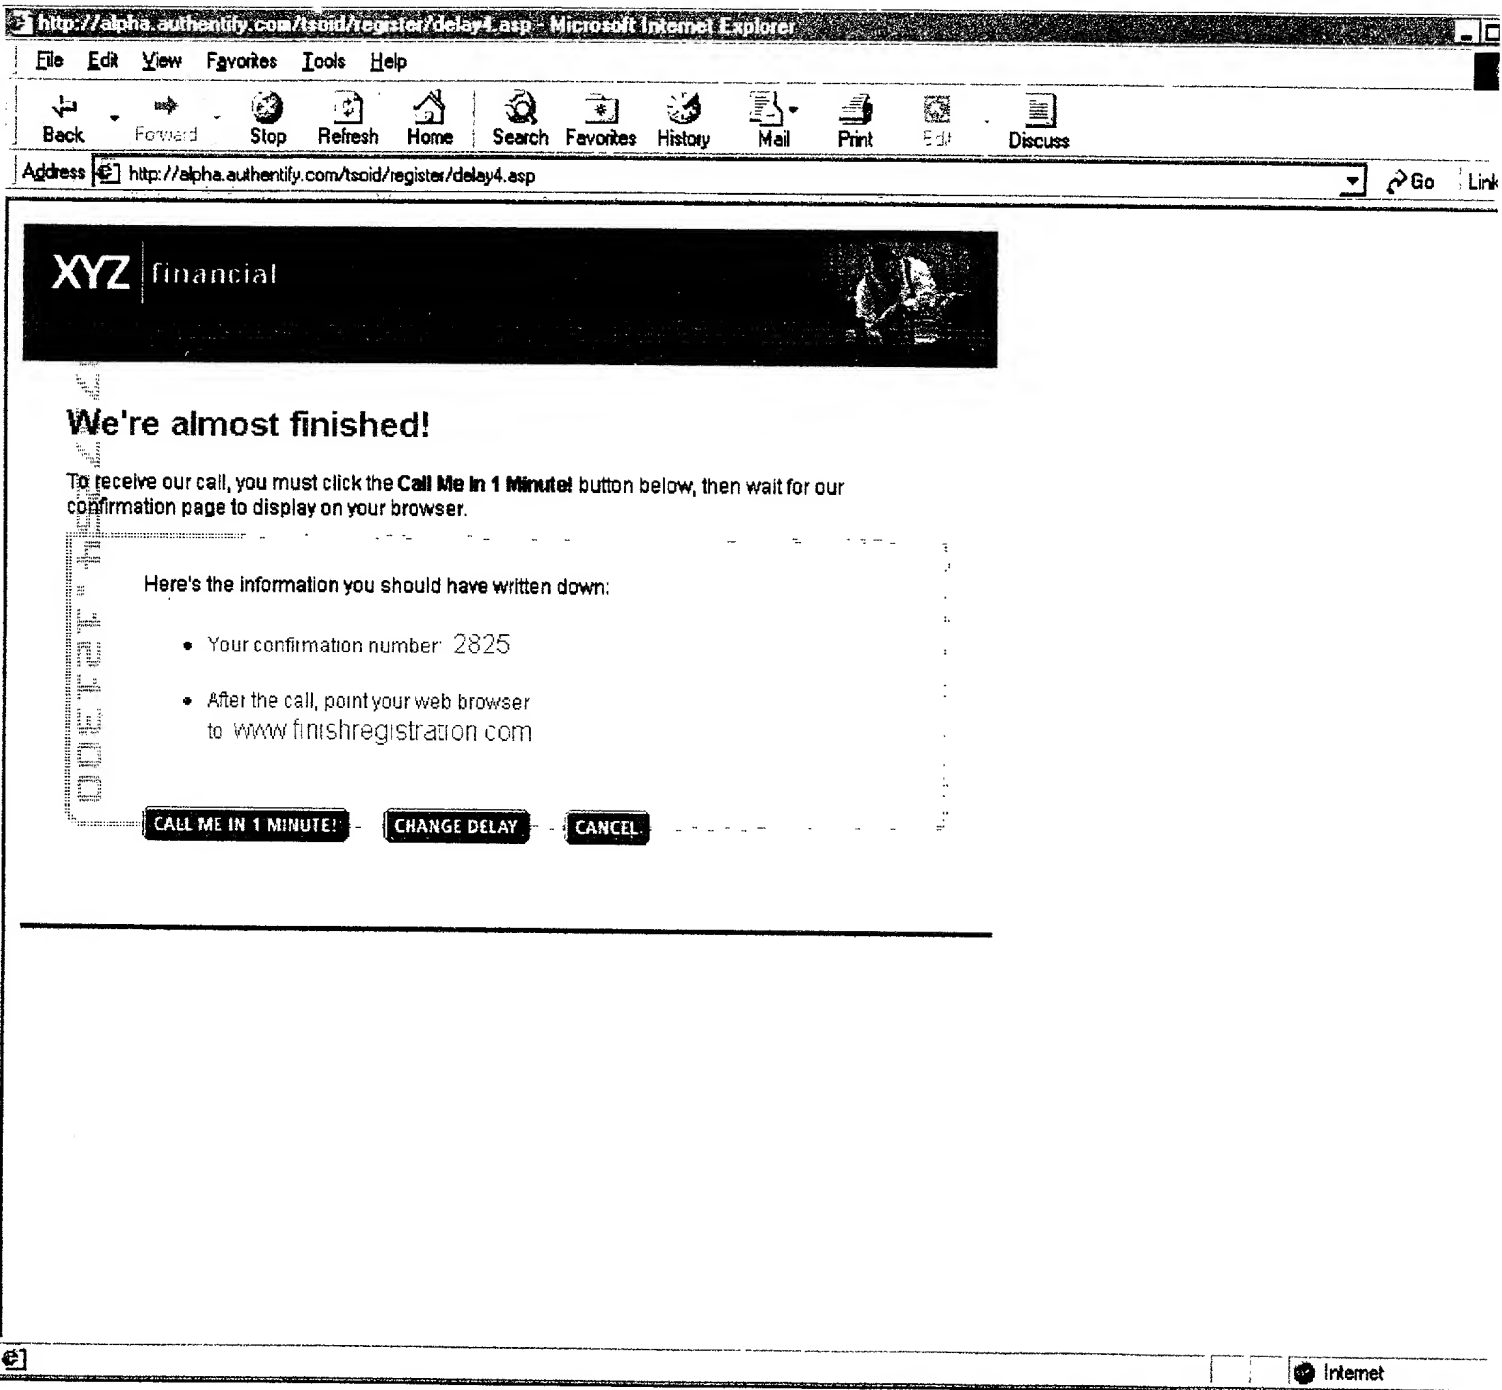 http://alpha.authentify.com/tsoid/register/delay4.asp - Microsoft Internet Explorer
File Edit View Favorites Tools Help
Back Forward Stop Refresh Home Search Favorites History Mail Print Edit Discuss
Address http://alpha.authentify.com/tsoid/register/delay4.asp Go Link
XYZ financial
We're almost finished!
To receive our call, you must click the Call Me In 1 Minute! button below, then wait for our
confirmation page to display on your browser.
Here's the information you should have written down:
• Your confirmation number: 2825
• After the call, point your web browser
to www.finishregistration.com
CALL ME IN 1 MINUTE! CHANGE DELAY CANCEL
Internet